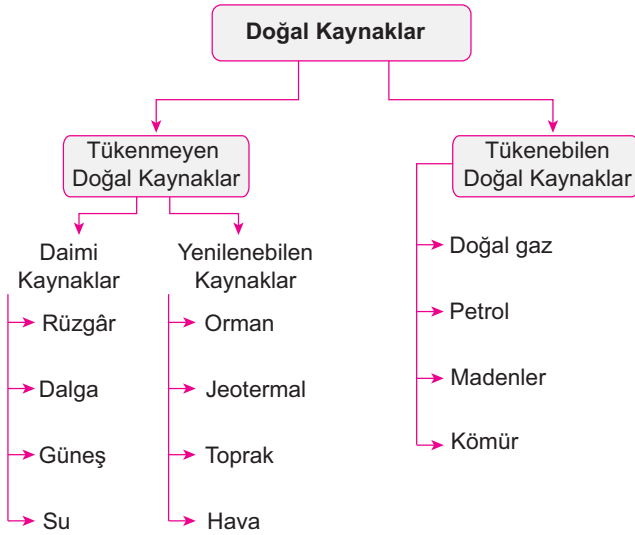 Doğal Kaynaklar
Tükenmeyen
Doğal Kaynaklar
Daimi
Kaynaklar
Rüzgâr
Dalga
Güneş
Su
Yenilenebilen
Kaynaklar
Orman
Jeotermal
Toprak
Hava
Tükenebilen
Doğal Kaynaklar
Doğal gaz
Petrol
Madenler
Kömür